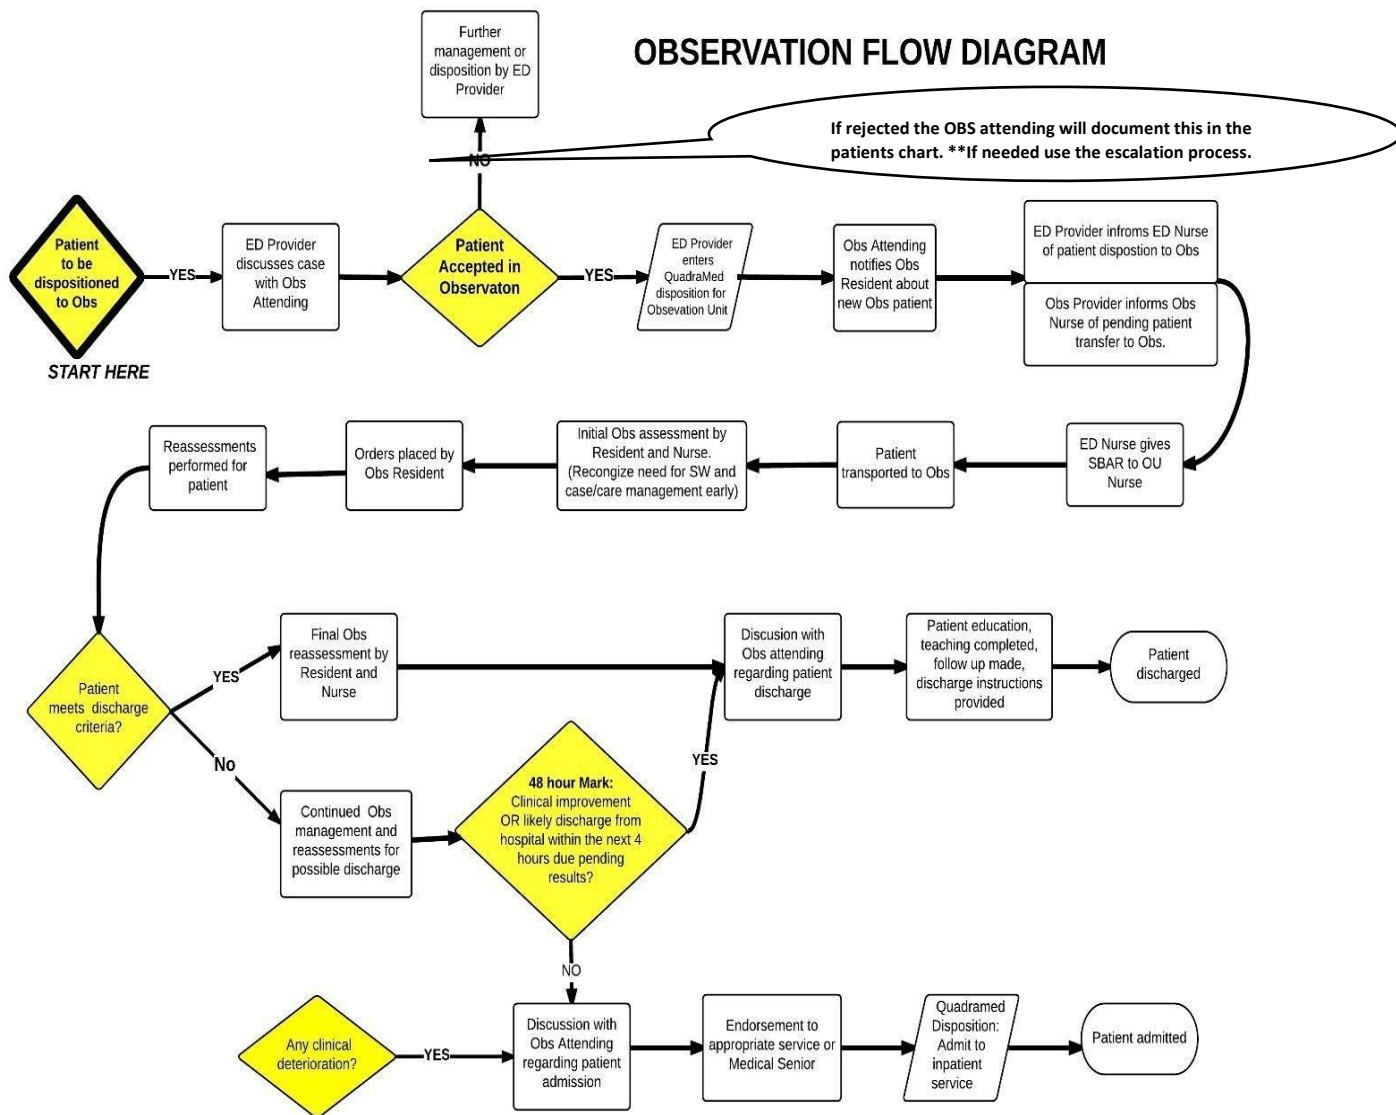 OBSERVATION FLOW DIAGRAM
Further
management or
disposition by ED
Provider
If rejected the OBS attending will document this in the
patients chart. **If needed use the escalation process.
NO
Patient
to be
dispositioned
to Obs
START HERE
YES
ED Provider
discusses case
with Obs
Attending
Patient
Accepted in
Observaton
YES
ED Provider
enters
QuadraMed
disposition for
Obsevation Unit
Obs Attending
notifies Obs
Resident about
new Obs patient
ED Provider infroms ED Nurse
of patient dispostion to Obs
Obs Provider informs Obs
Nurse of pending patient
transfer to Obs.
Reassessments
performed for
patient
Orders placed by
Obs Resident
Initial Obs assessment by
Resident and Nurse.
(Recongize need for SW and
case/care management early)
Patient
transported to Obs
ED Nurse gives
SBAR to OU
Nurse
Patient
meets discharge
criteria?
YES
Final Obs
reassessment by
Resident and
Nurse
Discusion with
Obs attending
regarding patient
discharge
Patient education,
teaching completed,
follow up made,
discharge instructions
provided
Patient
discharged
No
Continued Obs
management and
reassessments for
possible discharge
48 hour Mark:
Clinical improvement
OR likely discharge from
hospital within the next 4
hours due pending
results?
YES
NO
Any clinical
deterioration?
YES
Discussion with
Obs Attending
regarding patient
admission
Endorsement to
appropriate service or
Medical Senior
Quadramed
Disposition:
Admit to
inpatient
service
Patient admitted